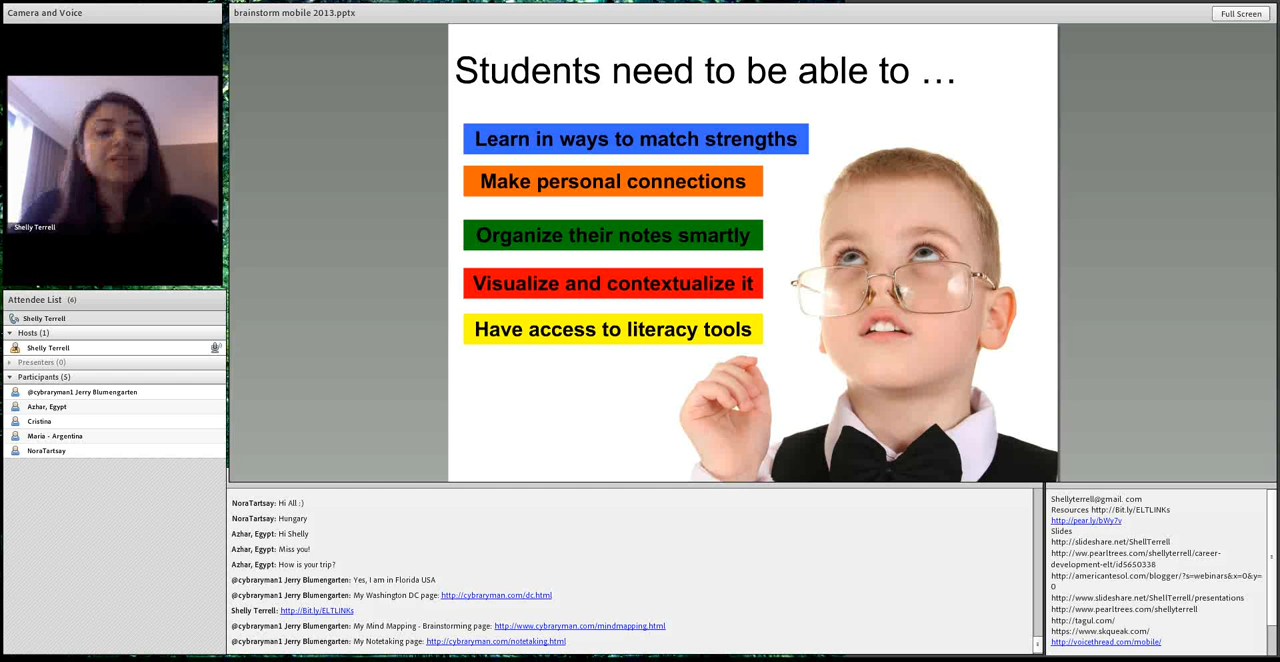 Camera and Voice
Shelly Terrell
Attendee List (6)
Shelly Terrell
Hosts (1)
Shelly Terrell
Presenters (0)
Participants (5)
@cybraryman1 Jerry Blumengarten
Azhar, Egypt
Cristina
Maria - Argentina
NoraTartsay
brainstorm mobile 2013.pptx
Full Screen
Students need to be able to …
Learn in ways to match strengths
Make personal connections
Organize their notes smartly
Visualize and contextualize it
Have access to literacy tools
NoraTartsay: Hi All :)
NoraTartsay: Hungary
Azhar, Egypt: Hi Shelly
Azhar, Egypt: Miss you!
Azhar, Egypt: How is your trip?
@cybraryman1 Jerry Blumengarten: Yes, I am in Florida USA
@cybraryman1 Jerry Blumengarten: My Washington DC page: http://cybraryman.com/dc.html
Shelly Terrell: http://Bit.ly/ELTLINKs
@cybraryman1 Jerry Blumengarten: My Mind Mapping - Brainstorming page: http://www.cybraryman.com/mindmapping.html
@cybraryman1 Jerry Blumengarten: My Notetaking page: http://cybraryman.com/notetaking.html
Shellyterrell@gmail. com
Resources http://Bit.ly/ELTLINKS
http://pear.ly/bWy7v
Slides
http://slideshare.net/ShellTerrell
http://ww.pearltrees.com/shellyterrell/career-
development-elt/id5650338
http://americantesol.com/blogger/?s=webinars&x=0&y=
0
http://www.slideshare.net/ShellTerrell/presentations
http://www.pearltrees.com/shellyterrell
http://tagul.com/
https://www.skqueak.com/
http://voicethread.com/mobile/